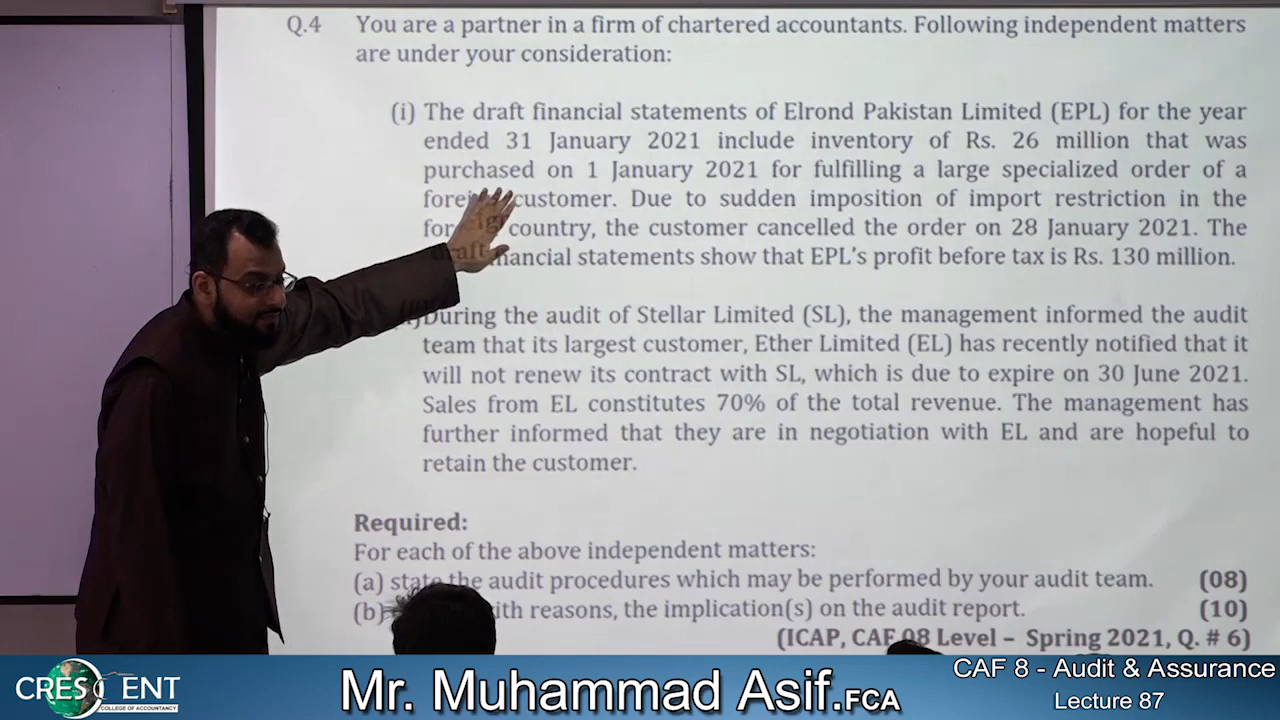 Q.4 You are a partner in a firm of chartered accountants. Following independent matters
are under your consideration:
(i) The draft financial statements of Elrond Pakistan Limited (EPL) for the year
ended 31 January 2021 include inventory of Rs. 26 million that was
purchased on 1 January 2021 for fulfilling a large specialized order of a
customer. Due to sudden imposition of import restriction in the
country, the customer cancelled the order on 28 January 2021. The
draft financial statements show that EPL's profit before tax is Rs. 130 million.
During the audit of Stellar Limited (SL), the management informed the audit
team that its largest customer, Ether Limited (EL) has recently notified that it
will not renew its contract with SL, which is due to expire on 30 June 2021.
Sales from EL constitutes 70% of the total revenue. The management has
further informed that they are in negotiation with EL and are hopeful to
retain the customer.
Required:
For each of the above independent matters:
(a) state the audit procedures which may be performed by your audit team. (08)
(b) with reasons, the implication(s) on the audit report. (10)
(ICAP, CAF 08 Level – Spring 2021, Q. # 6)
CRESCENT
COLLEGE OF ACCOUNTANCY
Mr. Muhammad Asif.FCA
CAF 8 - Audit & Assurance
Lecture 87